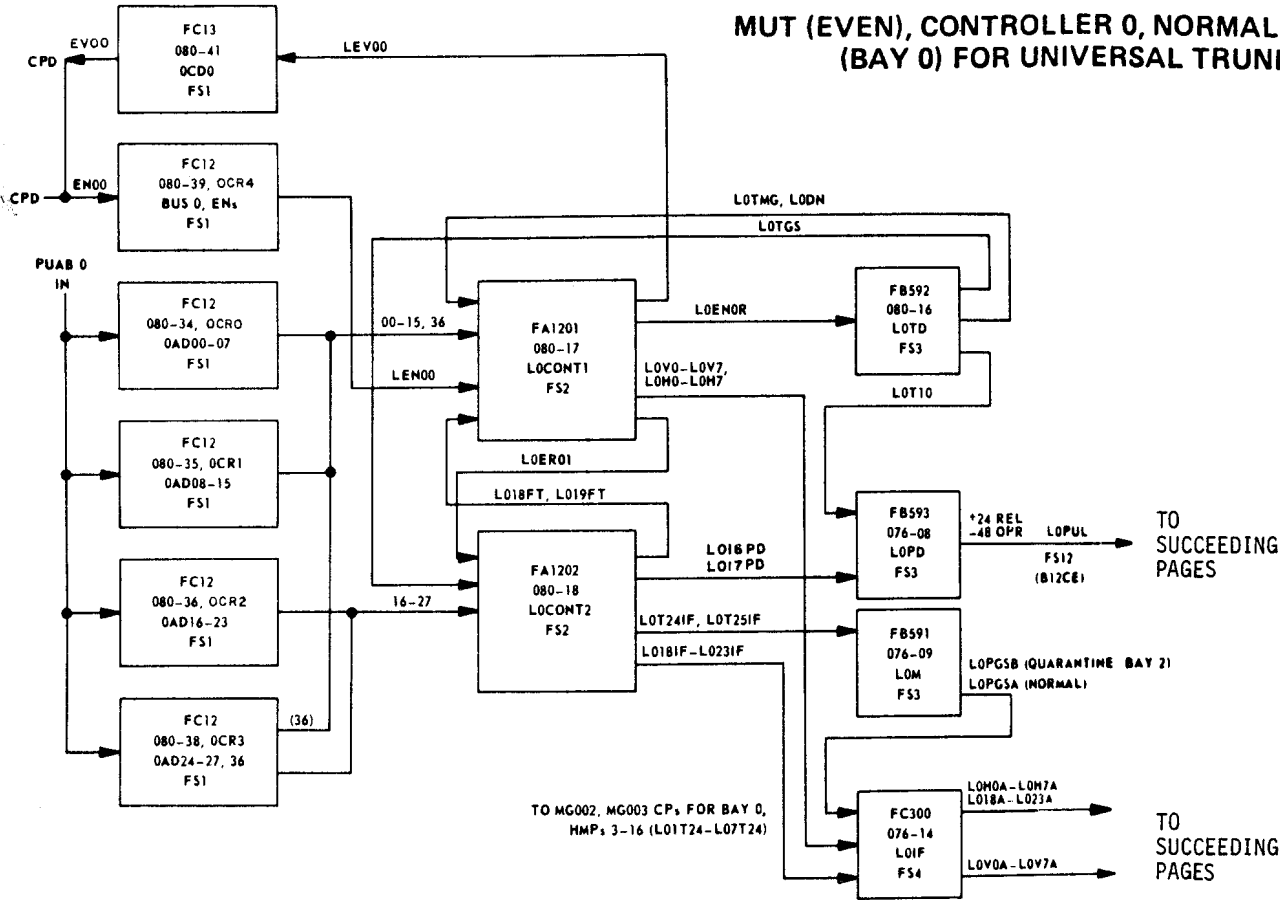 MUT (EVEN), CONTROLLER 0, NORMAL
(BAY 0) FOR UNIVERSAL TRUN
FC13
080-41
0CD0
FS1
EV00
CPD
LEV00
FC12
080-39, OCR4
BUS 0, ENs
FS1
CPD
EN00
PUAB 0
IN
FC12
080-34, OCR0
0AD00-07
FS1
00-15, 36
LEN00
FC12
080-35, 0CR1
0AD08-15
FS1
FC12
080-36, OCR2
0AD16-23
FS1
16-27
FC12
080-38, 0CR3
0AD24-27, 36
FS1
(36)
L0TMG, L0DN
L0TGS
FA1201
080-17
L0CONT1
FS2
L0EN0R
L0V0-L0V7,
L0H0-L0H7
FB592
080-16
L0TD
FS3
L0T10
L0ER01
L018FT, L019FT
FA1202
080-18
L0CONT2
FS2
L016PD
L017PD
L0T24IF, L0T25IF
L018IF-L023IF
FB593
076-08
L0PD
FS3
+24 REL
-48 OPR
L0PUL
FS12
(B12CE)
TO
SUCCEEDING
PAGES
FB591
076-09
L0M
FS3
L0PGSB (QUARANTINE BAY 2)
L0PGSA (NORMAL)
TO MG002, MG003 CPs FOR BAY 0,
HMPs 3-16 (L01T24-L07T24)
FC300
076-14
L0IF
FS4
L0H0A-L0H7A
L018A-L023A
L0V0A-L0V7A
TO
SUCCEEDING
PAGES